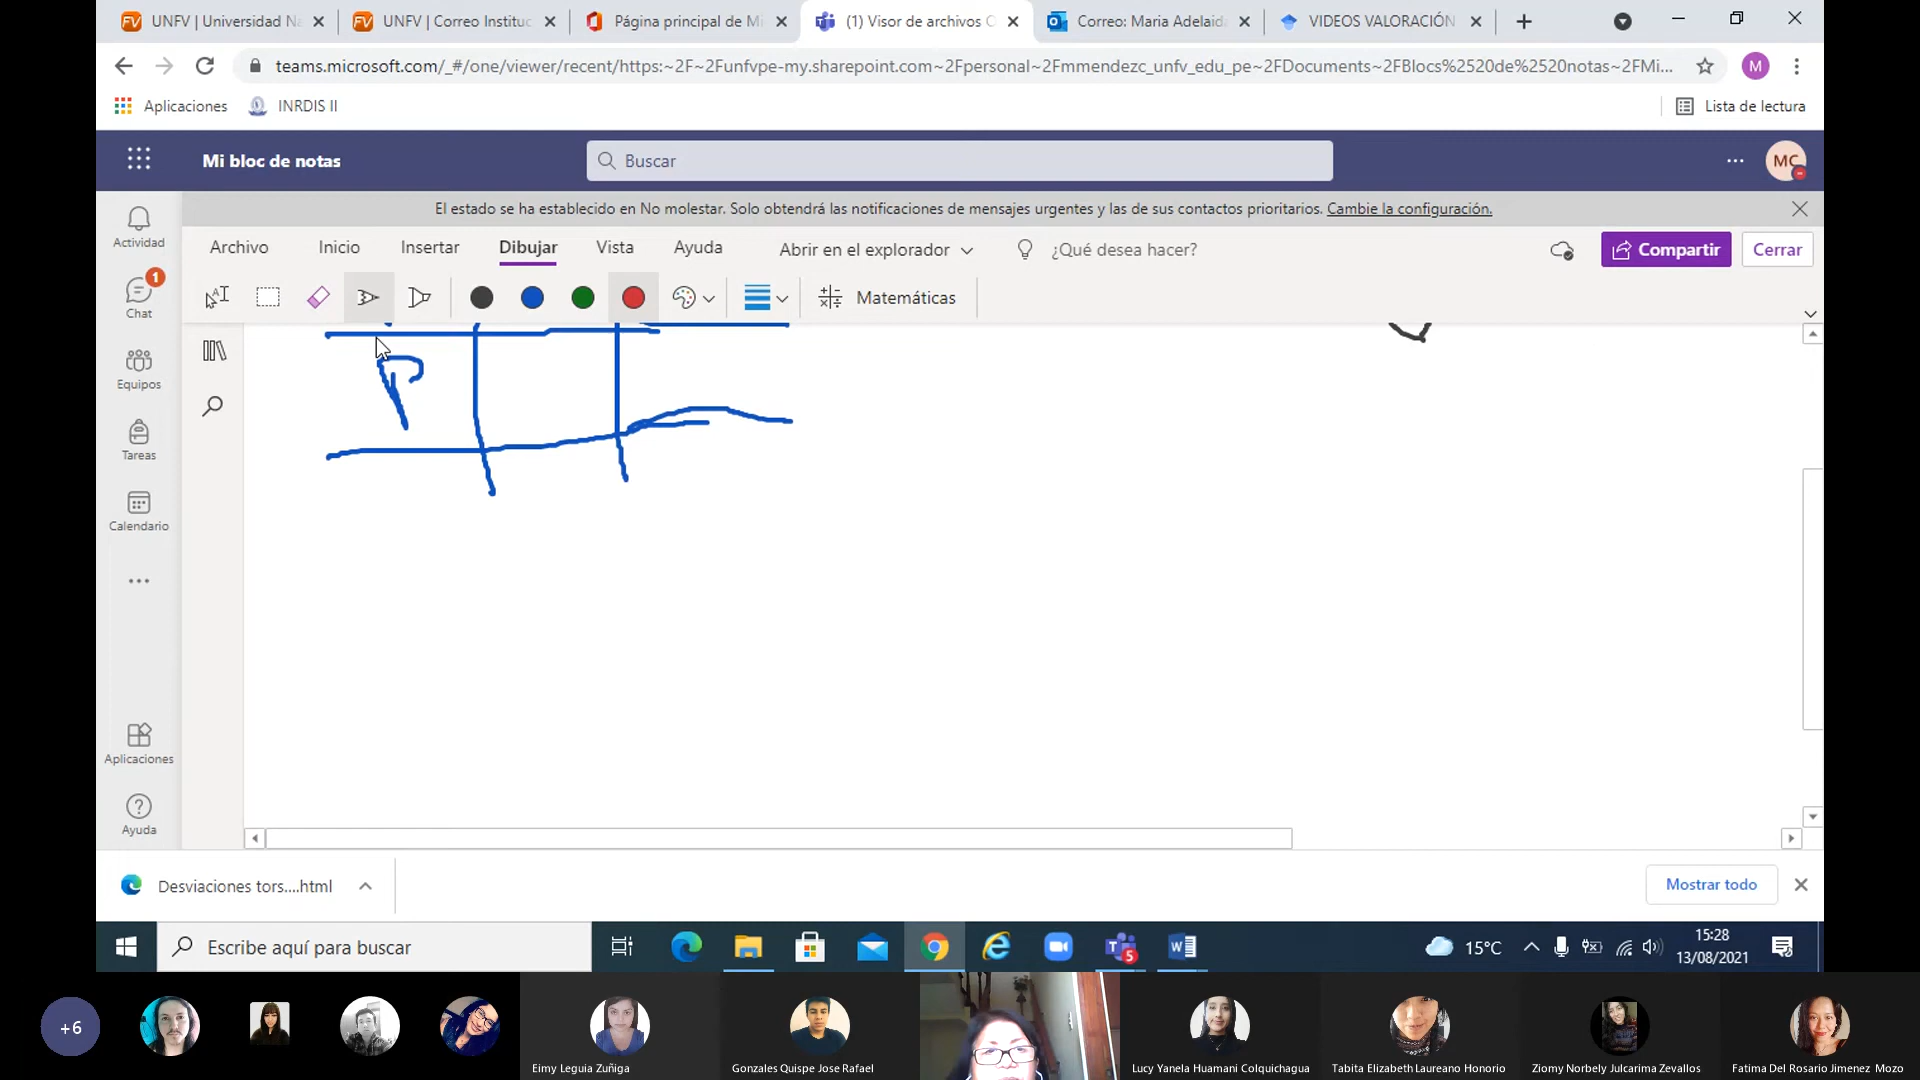 UNFV | Universidad Na
UNFV | Correo Instituc
Página principal de Mi
(1) Visor de archivos O
Correo: Maria Adelaida
VIDEOS VALORACIÓN
teams.microsoft.com/_#/one/viewer/recent/https:~2F~2Funfvpe-my.sharepoint.com~2Fpersonal~2Fmmendezc_unfv_edu_pe~2FDocuments~2FBlocs%2520de%2520notas~2FMi...
M
Aplicaciones
INRDIS II
Lista de lectura
Mi bloc de notas
Buscar
MC
El estado se ha establecido en No molestar. Solo obtendrá las notificaciones de mensajes urgentes y las de sus contactos prioritarios. Cambie la configuración.
Actividad
Archivo
Inicio
Insertar
Dibujar
Vista
Ayuda
Abrir en el explorador
¿Qué desea hacer?
Compartir
Cerrar
1
Chat
Matemáticas
P
Equipos
Tareas
Calendario
Aplicaciones
Ayuda
Desviaciones tors....html
Mostrar todo
Escribe aquí para buscar
5
15°C
15:28
13/08/2021
+6
Eimy Leguia Zuñiga
Gonzales Quispe Jose Rafael
Lucy Yanela Huamani Colquichagua
Tabita Elizabeth Laureano Honorio
Ziomy Norbely Julcarima Zevallos
Fatima Del Rosario Jimenez Mozo